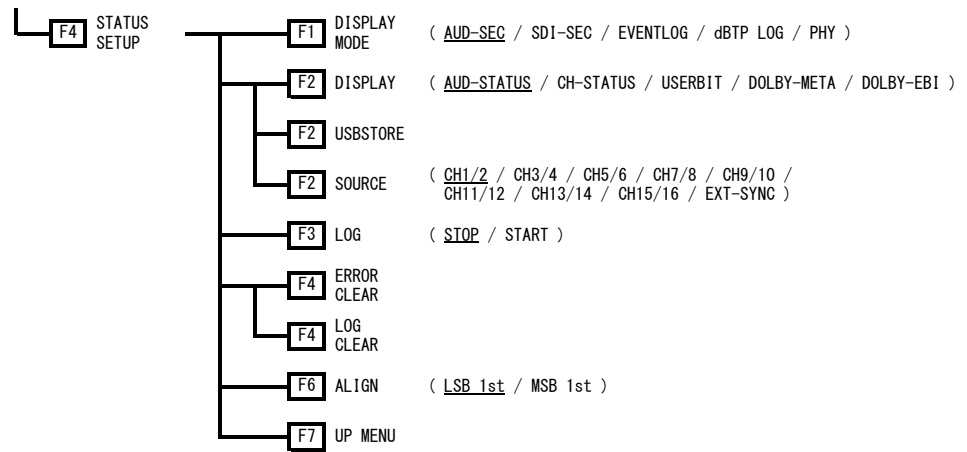 F4 STATUS SETUP
F1 DISPLAY MODE ( AUD-SEC / SDI-SEC / EVENTLOG / dBTP LOG / PHY )
F2 DISPLAY ( AUD-STATUS / CH-STATUS / USERBIT / DOLBY-META / DOLBY-EBI )
F2 USBSTORE
F2 SOURCE ( CH1/2 / CH3/4 / CH5/6 / CH7/8 / CH9/10 /
CH11/12 / CH13/14 / CH15/16 / EXT-SYNC )
F3 LOG ( STOP / START )
F4 ERROR CLEAR
F4 LOG CLEAR
F6 ALIGN ( LSB 1st / MSB 1st )
F7 UP MENU